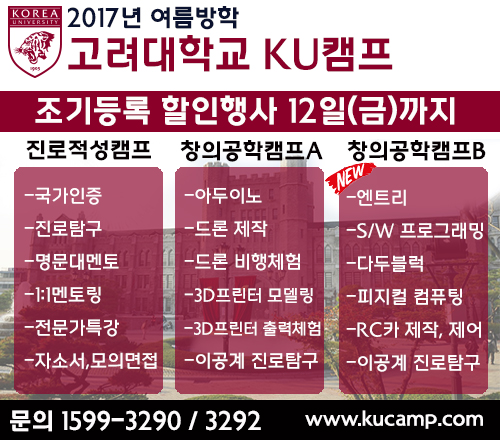 KOREA
UNIVERSITY
1905
2017년 여름방학
고려대학교 KU캠프
조기등록 할인행사 12일(금)까지
진로적성캠프
-국가인증
-진로탐구
-명문대멘토
-1:1멘토링
-전문가특강
-자소서,모의면접
창의공학캠프A
-아두이노
-드론 제작
-드론 비행체험
-3D프린터 모델링
-3D프린터 출력체험
-이공계 진로탐구
창의공학캠프B
NEW
-엔트리
-S/W 프로그래밍
-다두블럭
-피지컬 컴퓨팅
-RC카 제작, 제어
-이공계 진로탐구
문의 1599-3290 / 3292
www.kucamp.com